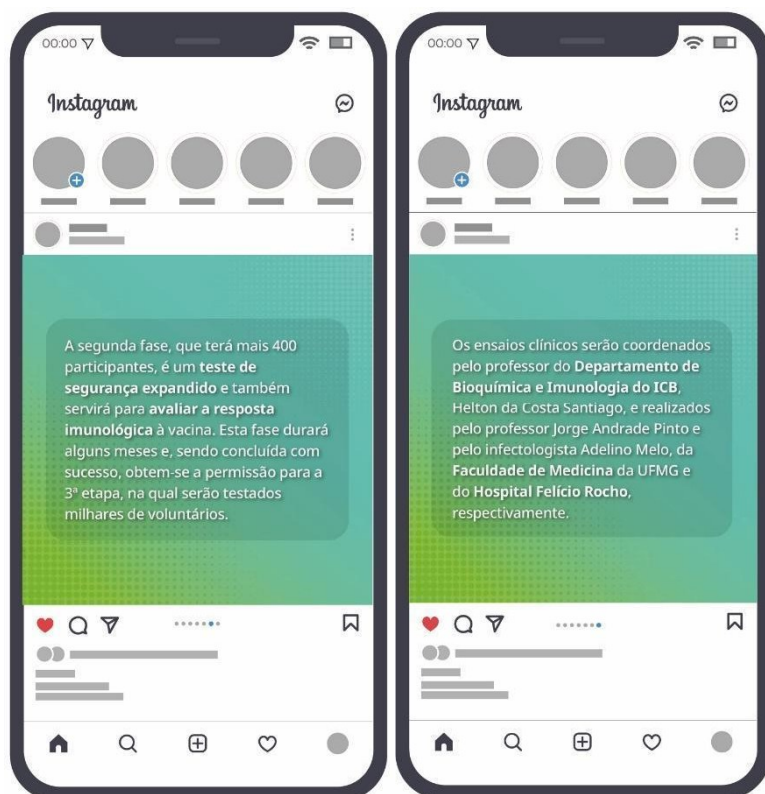 00:00
Instagram
A segunda fase, que terá mais 400
participantes, é um teste de
segurança expandido e também
servirá para avaliar a resposta
imunológica à vacina. Esta fase durará
alguns meses e, sendo concluída com
sucesso, obtem-se a permissão para a
3ª etapa, na qual serão testados
milhares de voluntários.
00:00
Instagram
Os ensaios clínicos serão coordenados
pelo professor do Departamento de
Bioquímica e Imunologia do ICB,
Helton da Costa Santiago, e realizados
pelo professor Jorge Andrade Pinto e
pelo infectologista Adelino Melo, da
Faculdade de Medicina da UFMG e
do Hospital Felício Rocho,
respectivamente.